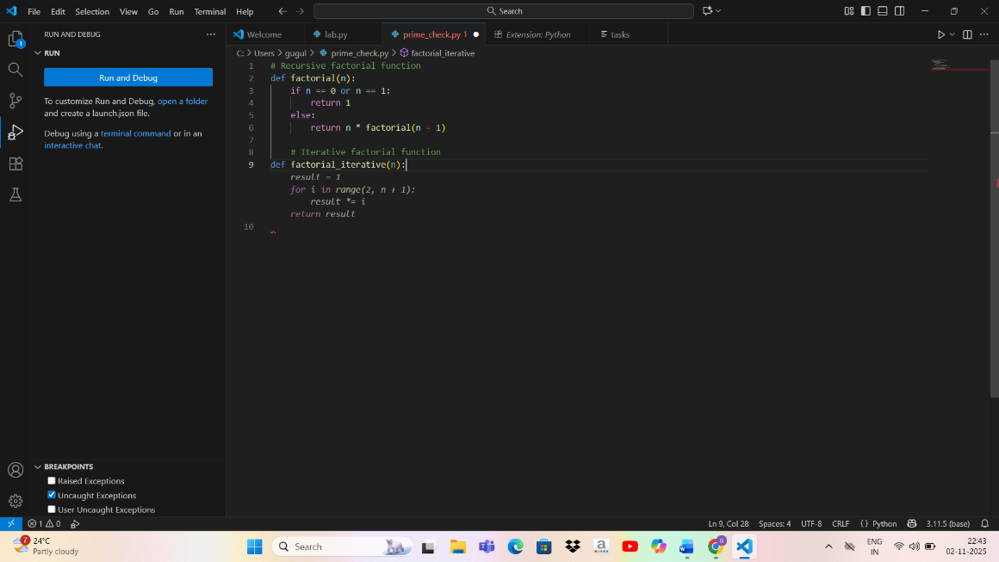 File Edit Selection View Go Run Terminal Help Search
RUN AND DEBUG
Welcome lab.py prime_check.py 1 Extension: Python tasks
C: > Users > gugul > prime_check.py > factorial_iterative
RUN
Run and Debug
To customize Run and Debug, open a folder
and create a launch.json file.
Debug using a terminal command or in an
interactive chat.
1 # Recursive factorial function
2 def factorial(n):
3 if n == 0 or n == 1:
4 return 1
5 else:
6 return n * factorial(n - 1)
7
8 # Iterative factorial function
9 def factorial_iterative(n):
result = 1
for i in range(2, n + 1):
result *= i
return result
10
BREAKPOINTS
Raised Exceptions
Uncaught Exceptions
User Uncaught Exceptions
1 0 Ln 9, Col 28 Spaces: 4 UTF-8 CRLF {} Python 3.11.5 (base)
1
7
24°C
Partly cloudy
Search
a
G
ENG
IN
22:43
02-11-2025